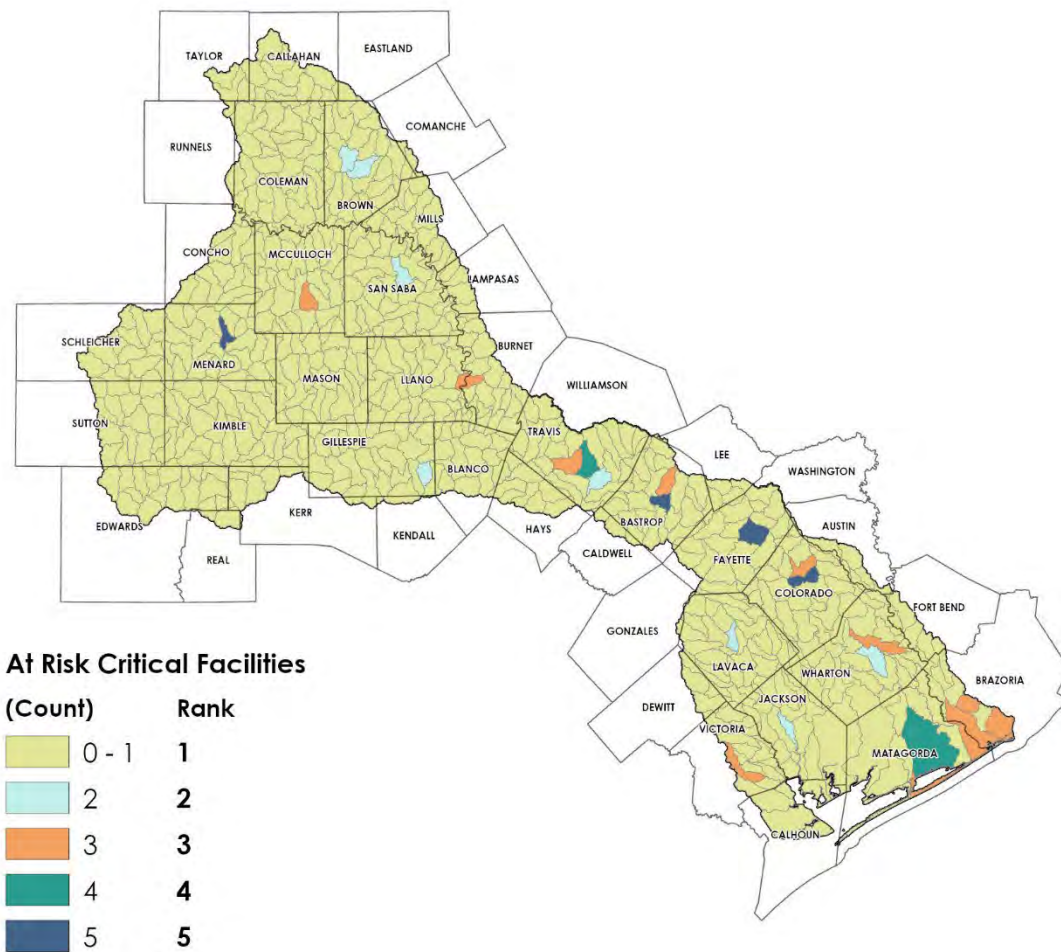 TAYLOR
CALLAHAN
EASTLAND
COMANCHE
RUNNELS
COLEMAN
BROWN
MILLS
CONCHO
MCCULLOCH
SAN SABA
LAMPASAS
SCHLEICHER
MENARD
BURNET
MASON
LLANO
WILLIAMSON
SUTTON
KIMBLE
GILLESPIE
TRAVIS
BLANCO
LEE
WASHINGTON
EDWARDS
KERR
HAYS
BASTROP
AUSTIN
REAL
KENDALL
CALDWELL
FAYETTE
COLORADO
FORT BEND
GONZALES
LAVACA
WHARTON
BRAZORIA
DEWITT
JACKSON
VICTORIA
MATAGORDA
CALHOUN
At Risk Critical Facilities
(Count) Rank
0 - 1 1
2 2
3 3
4 4
5 5